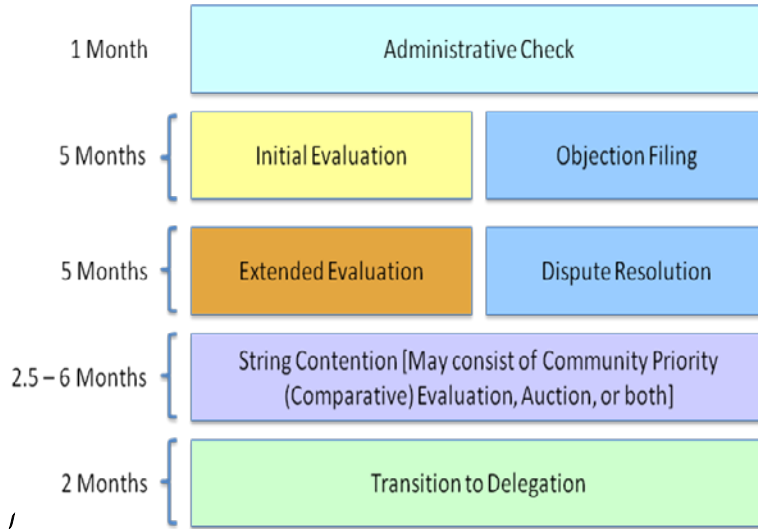 1 Month
Administrative Check
5 Months
Initial Evaluation
Objection Filing
5 Months
Extended Evaluation
Dispute Resolution
2.5 – 6 Months
String Contention [May consist of Community Priority
(Comparative) Evaluation, Auction, or both]
2 Months
Transition to Delegation